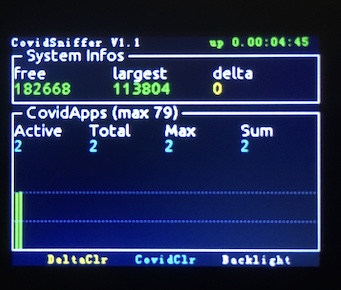 CovidSniffer V1.1 up 0.00:04:45
System Infos
free largest delta
182668 113804 0
CovidApps (max 79)
Active Total Max Sum
2 2 2 2
DeltaClr CovidClr Backlight